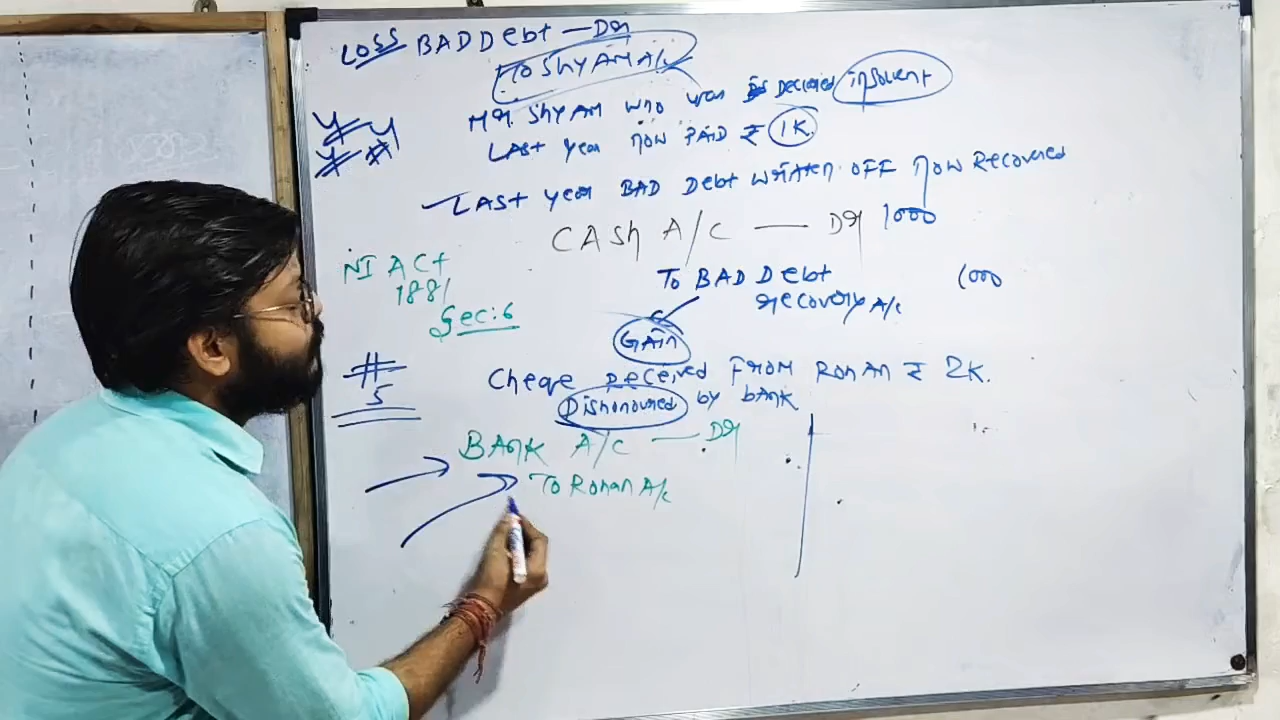 LOSS BAD Debt — Dr
To ShyAM A/c
Mr. ShyAM who was is Declared insolvent
LAst year now PAID ₹ 1K.
LAst year BAD Debt written OFF now Recovered
CASh A/c — Dr 1000
To BAD Debt 1000
recovery A/c
NI ACt
1881
Sec:6
GAin
# 5
Cheqe received From RohAn ₹ 2K.
Dishonoured by bAnk
BAnk A/c — Dr
To Rohan A/c